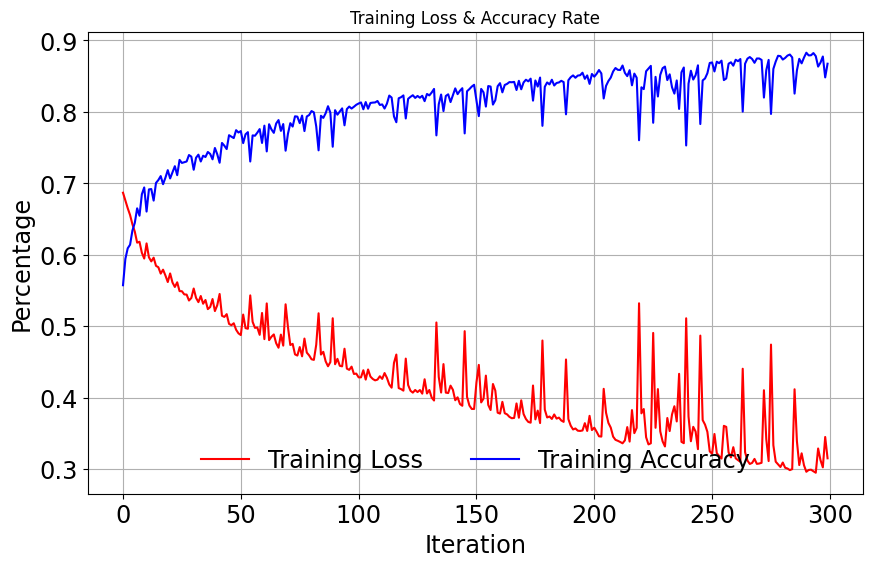 Training Loss & Accuracy Rate
0.9
0.8
0.7
0.6
0.5
0.4
0.3
Percentage
Training Loss
Training Accuracy
0 50 100 150 200 250 300
Iteration